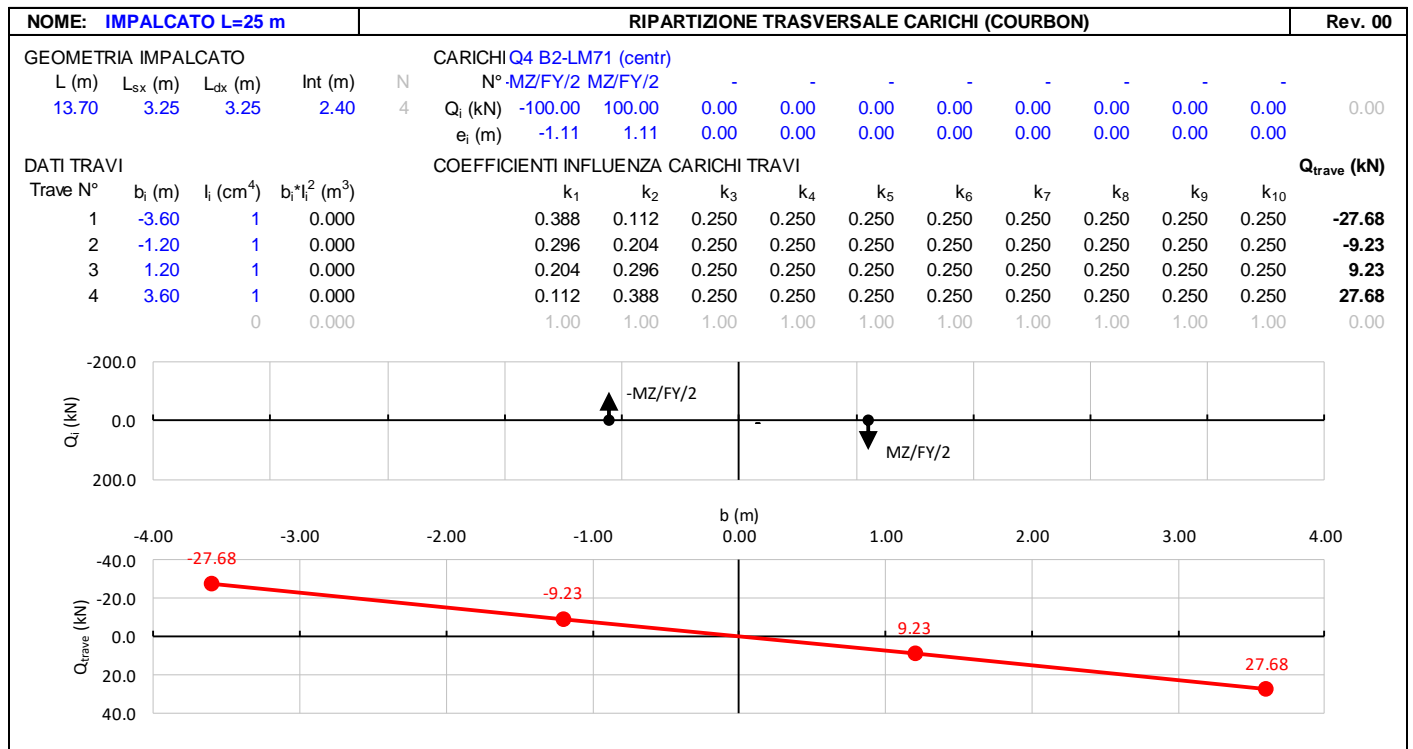 NOME: IMPALCATO L=25 m RIPARTIZIONE TRASVERSALE CARICHI (COURBON) Rev. 00
GEOMETRIA IMPALCATO CARICHI Q4 B2-LM71 (centr)
L (m) Lsx (m) Ldx (m) Int (m) N N° -MZ/FY/2 MZ/FY/2 - - - - - - - -
13.70 3.25 3.25 2.40 4 Qi (kN) -100.00 100.00 0.00 0.00 0.00 0.00 0.00 0.00 0.00 0.00 0.00
ei (m) -1.11 1.11 0.00 0.00 0.00 0.00 0.00 0.00 0.00 0.00
DATI TRAVI COEFFICIENTI INFLUENZA CARICHI TRAVI Qtrave (kN)
Trave N° bi (m) Ii (cm4) bi*Ii2 (m3) k1 k2 k3 k4 k5 k6 k7 k8 k9 k10
1 -3.60 1 0.000 0.388 0.112 0.250 0.250 0.250 0.250 0.250 0.250 0.250 0.250 -27.68
2 -1.20 1 0.000 0.296 0.204 0.250 0.250 0.250 0.250 0.250 0.250 0.250 0.250 -9.23
3 1.20 1 0.000 0.204 0.296 0.250 0.250 0.250 0.250 0.250 0.250 0.250 0.250 9.23
4 3.60 1 0.000 0.112 0.388 0.250 0.250 0.250 0.250 0.250 0.250 0.250 0.250 27.68
0 0.000 1.00 1.00 1.00 1.00 1.00 1.00 1.00 1.00 1.00 1.00 0.00
-200.0
0.0
200.0
Qi (kN)
-MZ/FY/2
-
MZ/FY/2
b (m)
-4.00 -3.00 -2.00 -1.00 0.00 1.00 2.00 3.00 4.00
-40.0
-20.0
0.0
20.0
40.0
Qtrave (kN)
-27.68
-9.23
9.23
27.68